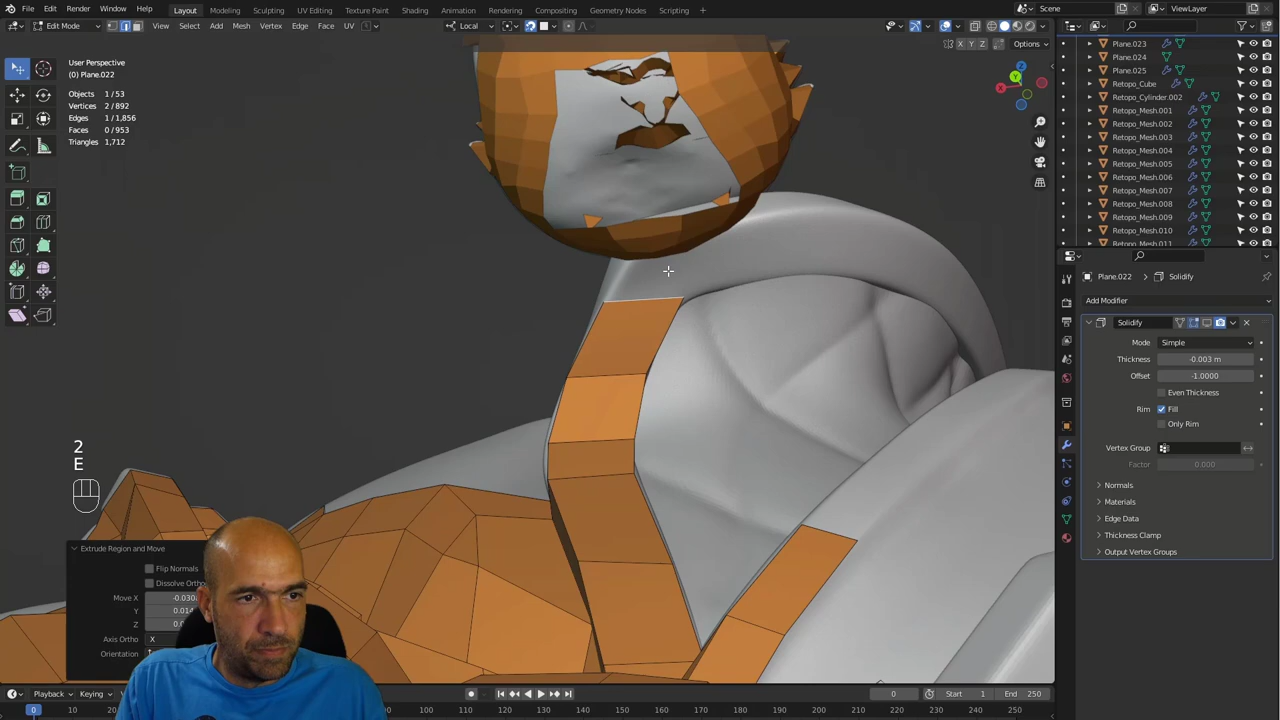 File Edit Render Window Help
Layout Modeling Sculpting UV Editing Texture Paint Shading Animation Rendering Compositing Geometry Nodes Scripting +
Scene
ViewLayer
Edit Mode
View Select Add Mesh Vertex Edge Face UV
Local
X Y Z Options
User Perspective
(0) Plane.022
Objects 1/53
Vertices 2/892
Edges 1/1,856
Faces 0/953
Triangles 1,712
X
Y
Z
2
E
Extrude Region and Move
Flip Normals
Dissolve Ortho
Move X -0.030
Y 0.014
Z
Axis Ortho X
Orientation
Plane.023
Plane.024
Plane.025
Retopo_Cube
Retopo_Cylinder.002
Retopo_Mesh.001
Retopo_Mesh.002
Retopo_Mesh.003
Retopo_Mesh.004
Retopo_Mesh.005
Retopo_Mesh.006
Retopo_Mesh.007
Retopo_Mesh.008
Retopo_Mesh.009
Retopo_Mesh.010
Retopo_Mesh.011
Plane.022 > Solidify
Add Modifier
Solidify
Mode Simple
Thickness -0.003 m
Offset -1.0000
Even Thickness
Rim Fill
Only Rim
Vertex Group
Factor 0.000
Normals
Materials
Edge Data
Thickness Clamp
Output Vertex Groups
Playback Keying
0 Start 1 End 250
0 10 100 110 120 130 140 150 160 170 180 190 200 210 220 230 240 250